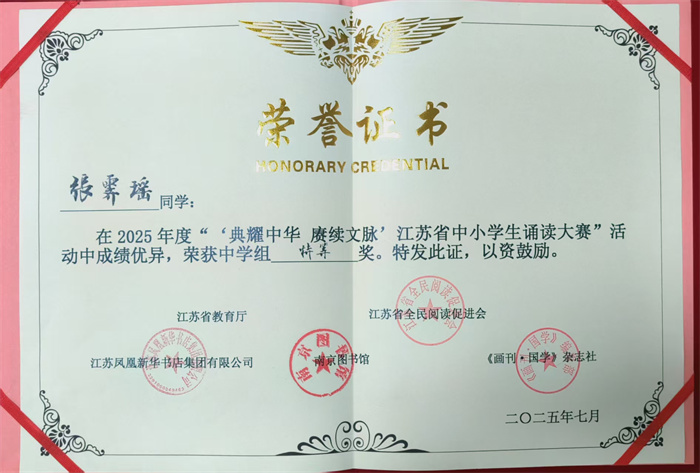 荣誉证书
HONORARY CREDENTIAL
張霁瑶同学：
在2025年度“‘典耀中华 赓续文脉’江苏省中小学生诵读大赛”活
动中成绩优异，荣获中学组特等奖。特发此证，以资鼓励。
江苏省教育厅 江苏省全民阅读促进会
江苏凤凰新华书店集团有限公司 南京图书馆 《画刊·国学》杂志社
二〇二五年七月